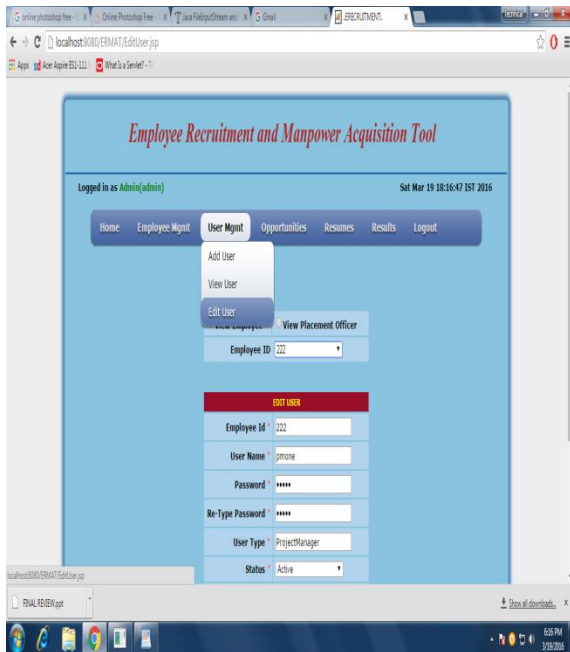 online photoshop free -
Online Photoshop Free -
Java FileInputStream and
Gmail
.:ERECRUITMENT:.
Technical
localhost:8080/ERMAT/EditUser.jsp
Apps
Acer Aspire ES1-111
What Is a Servlet? -
Employee Recruitment and Manpower Acquisition Tool
Logged in as Admin(admin)
Sat Mar 19 18:16:47 IST 2016
Home Employee Mgmt User Mgmt Opportunities Resumes Results Logout
Add User
View User
Edit User
View Employee View Placement Officer
Employee ID 222
EDIT USER
Employee Id * 222
User Name * pmone
Password * •••••
Re-Type Password * •••••
User Type * ProjectManager
Status * Active
localhost:8080/ERMAT/EditUser.jsp
FINAL REVIEW.ppt
Show all downloads...
6:16 PM
3/19/2016